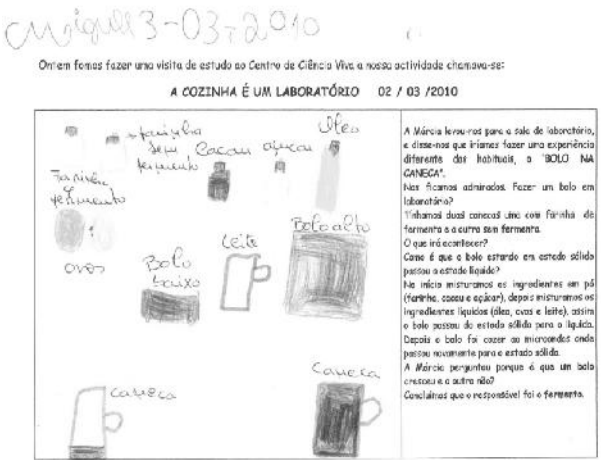 Miguel 3-03-2010
Ontem fomos fazer uma visita de estudo ao Centro de Ciência Viva a nossa actividade chamava-se:
A COZINHA É UM LABORATÓRIO 02 / 03 /2010
farinha
sem
fermento
Cacau
açucar
Óleo
Farinha
fermento
ovos
Bolo
baixo
Leite
Bolo alto
caneca
Caneca
A Márcia levou-nos para a sala de laboratório,
e disse-nos que iríamos fazer uma experiência
diferente das habituais, o "BOLO NA
CANECA".
Nos ficamos admirados. Fazer um bolo em
laboratório?
Tínhamos duas canecas uma com farinha de
fermento e a outra sem fermento.
O que irá acontecer?
Como é que o bolo estando em estado sólido
passou a estado líquido?
No início misturamos os ingredientes em pó
(farinha, cacau e açúcar), depois misturamos os
ingredientes líquidos (óleo, ovos e leite), assim
o bolo passou do estado sólido para o líquido.
Depois o bolo foi cozer ao microondas onde
passou novamente para o estado sólido.
A Márcia perguntou porque é que um bolo
cresceu e a outro não?
Concluímos que o responsável foi o fermento.